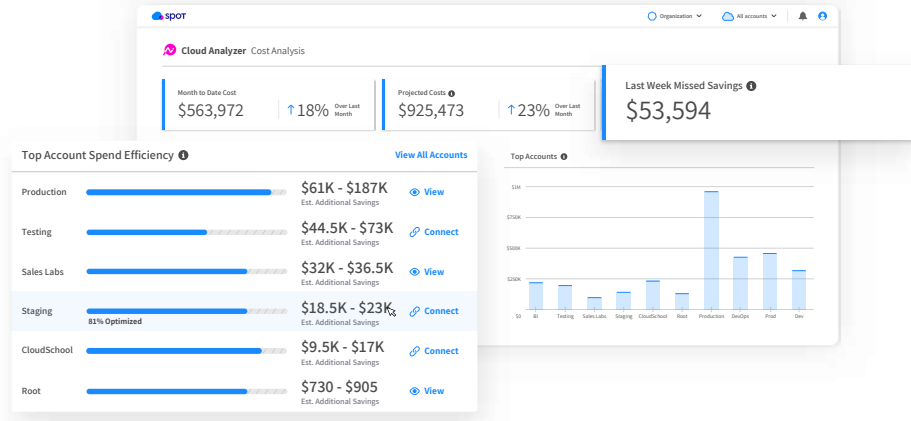 spot
Organization
All accounts
Cloud Analyzer Cost Analysis
Month to Date Cost
$563,972
18%
Over Last
Month
Projected Costs
$925,473
23%
Over Last
Month
Last Week Missed Savings
$53,594
Top Account Spend Efficiency
View All Accounts
Production
$61K - $187K
Est. Additional Savings
View
Testing
$44.5K - $73K
Est. Additional Savings
Connect
Sales Labs
$32K - $36.5K
Est. Additional Savings
View
Staging
81% Optimized
$18.5K - $23K
Est. Additional Savings
Connect
CloudSchool
$9.5K - $17K
Est. Additional Savings
Connect
Root
$730 - $905
Est. Additional Savings
View
Top Accounts
$1M
$750K
$500K
$250K
$0
BI
Testing
Sales Labs
Staging
CloudSchool
Root
Production
DevOps
Prod
Dev